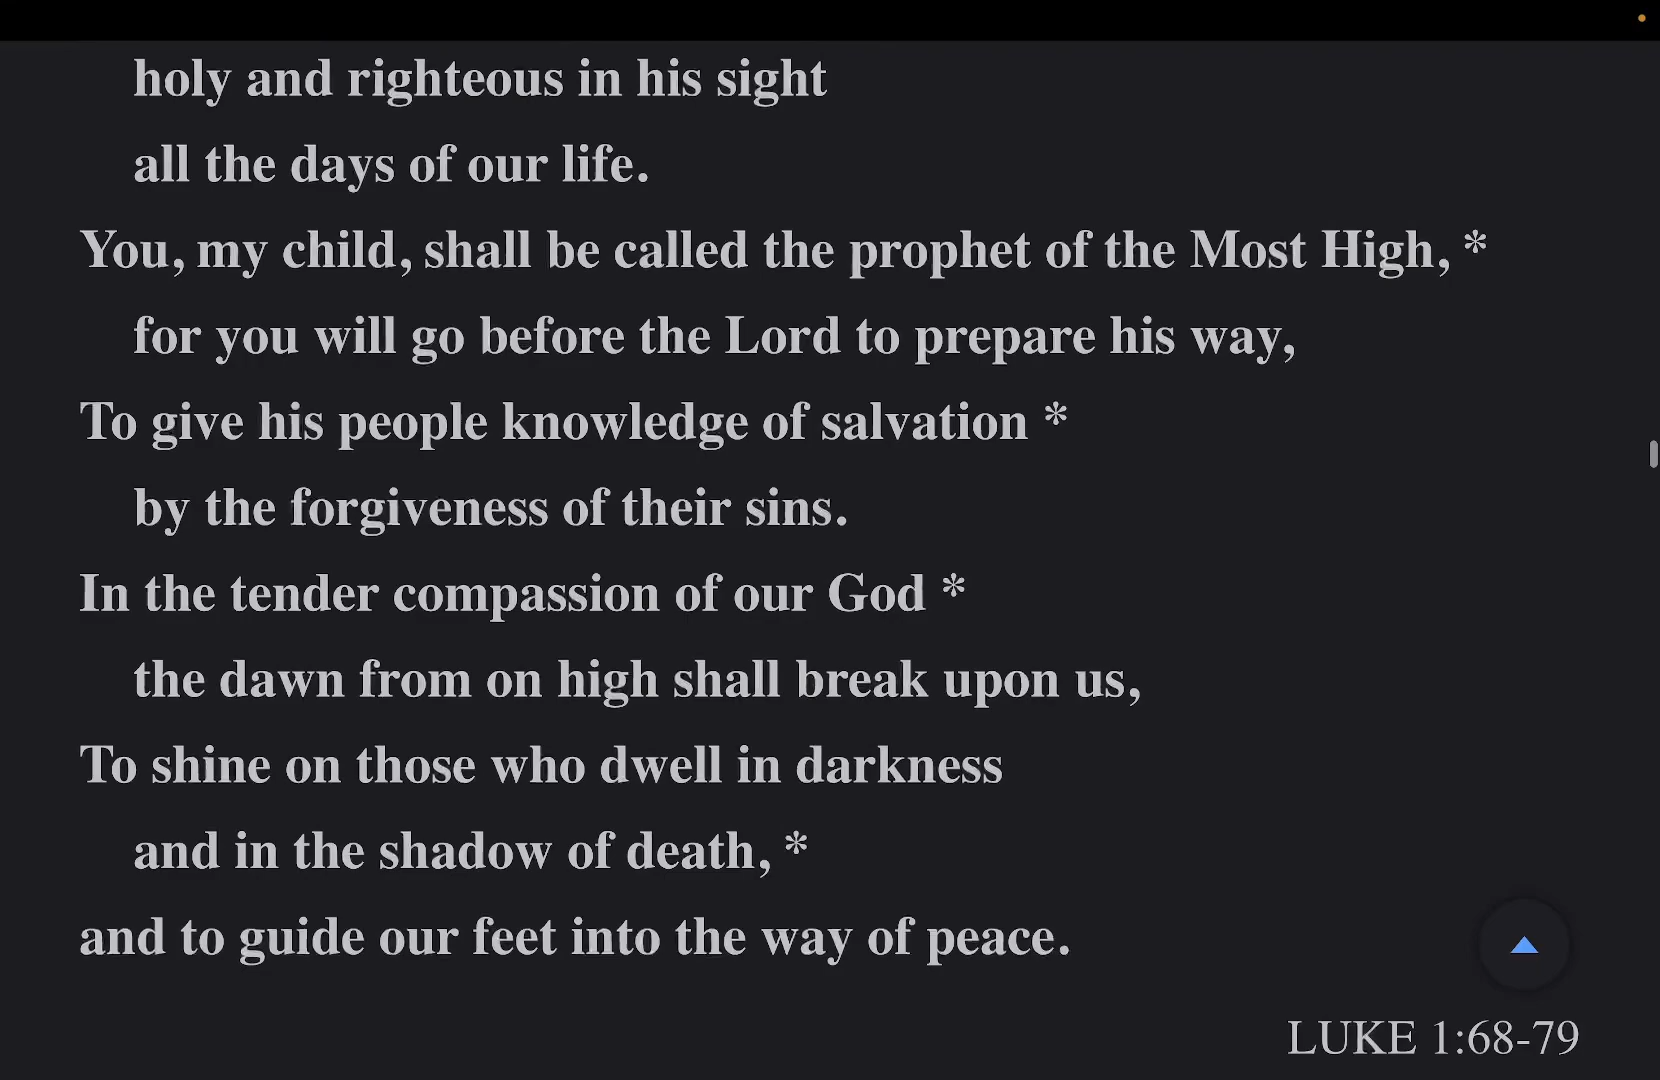 holy and righteous in his sight
all the days of our life.
You, my child, shall be called the prophet of the Most High, *
for you will go before the Lord to prepare his way,
To give his people knowledge of salvation *
by the forgiveness of their sins.
In the tender compassion of our God *
the dawn from on high shall break upon us,
To shine on those who dwell in darkness
and in the shadow of death, *
and to guide our feet into the way of peace.
LUKE 1:68-79